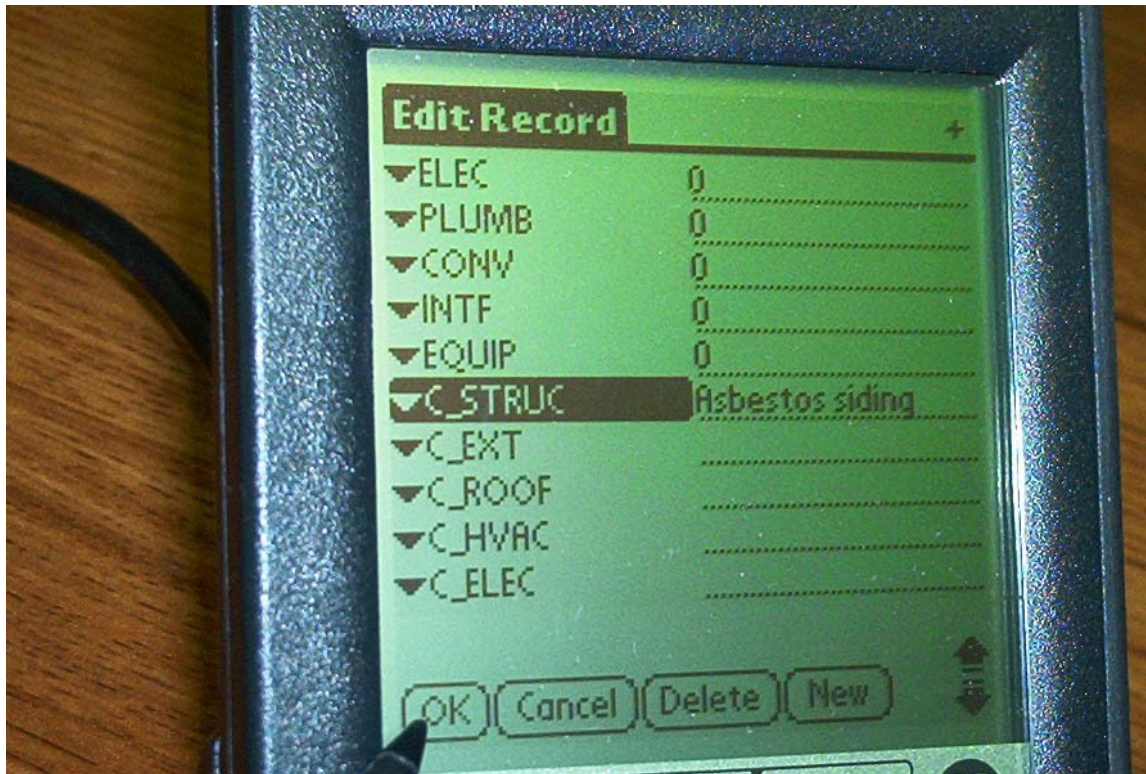 Edit Record
ELEC 0
PLUMB 0
CONV 0
INTF 0
EQUIP 0
C_STRUC Asbestos siding
C_EXT
C_ROOF
C_HVAC
C_ELEC
OK Cancel Delete New